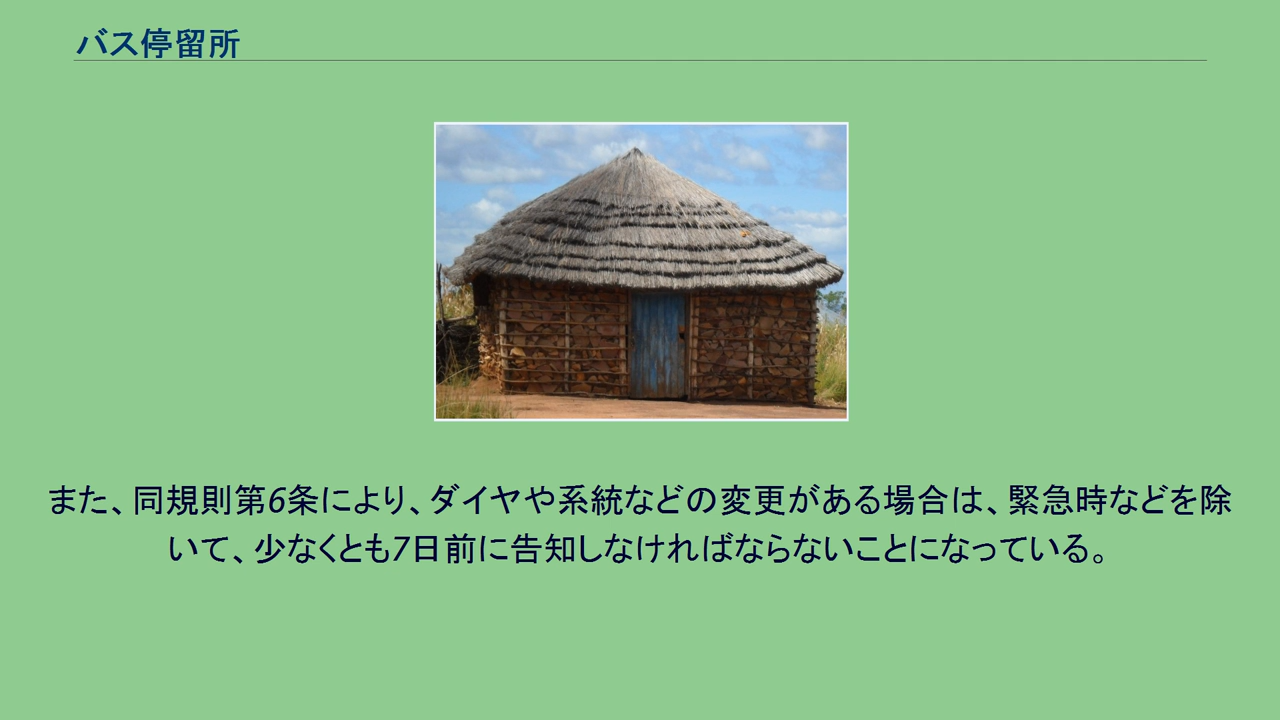 バス停留所
また、同規則第6条により、ダイヤや系統などの変更がある場合は、緊急時などを除
いて、少なくとも7日前に告知しなければならないことになっている。